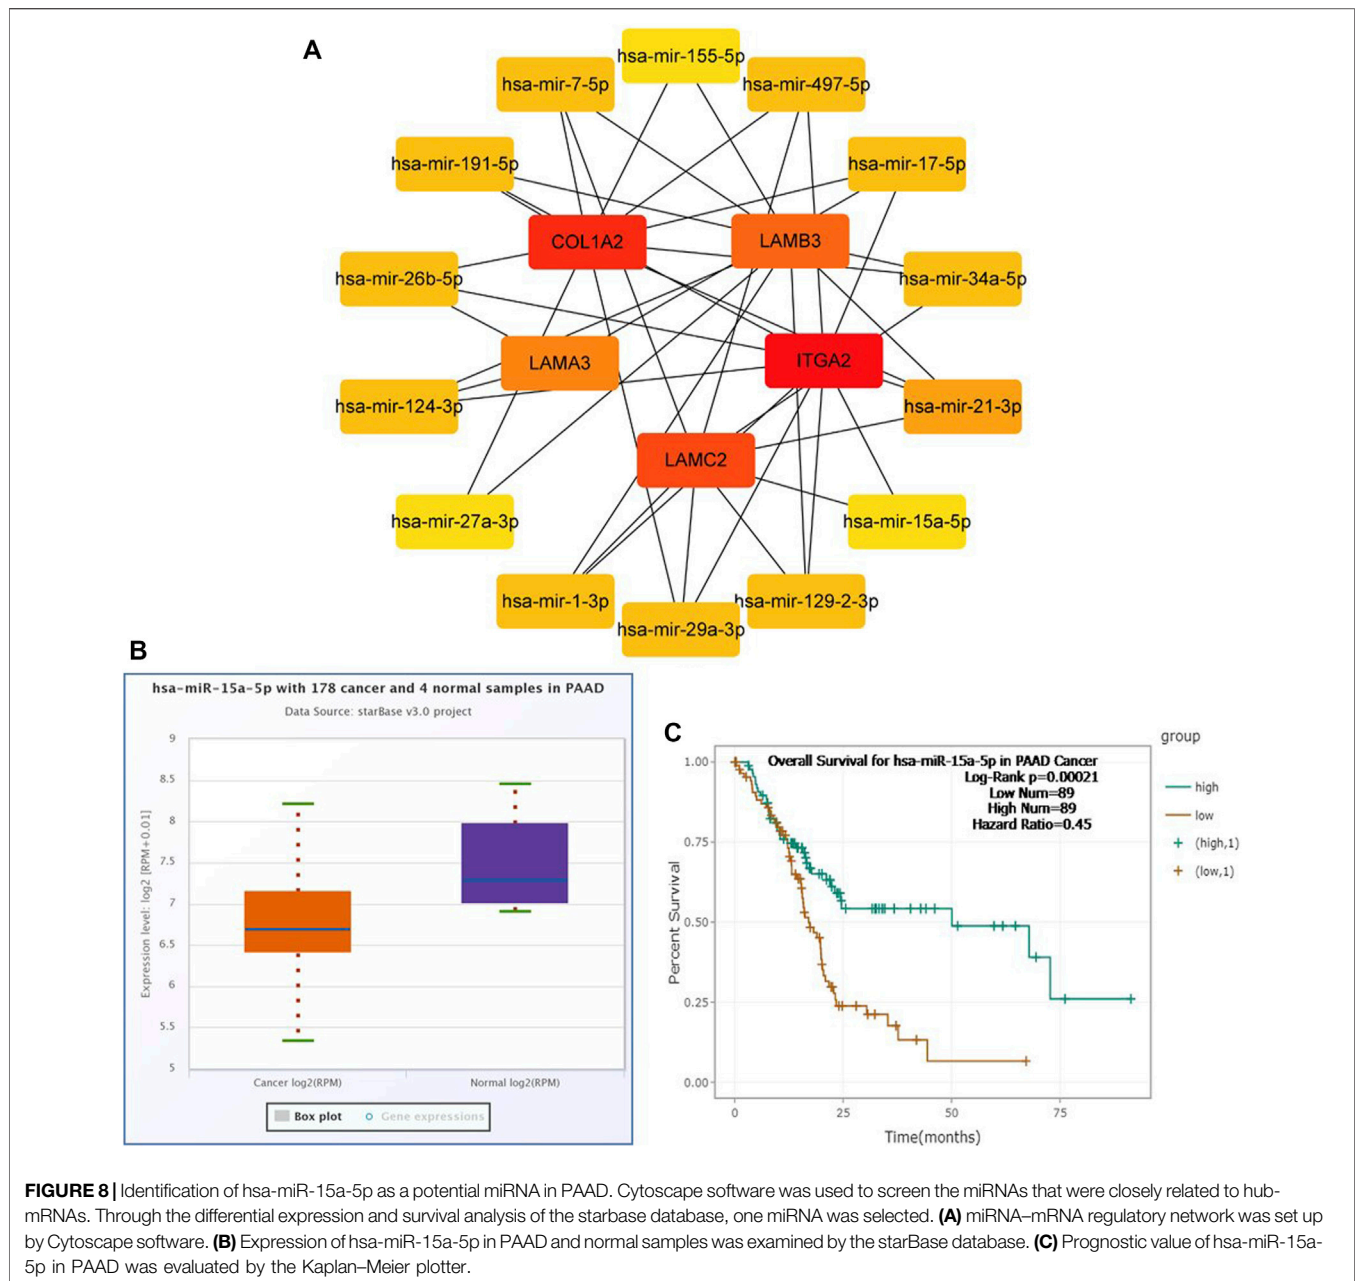 A
hsa-mir-155-5p
hsa-mir-7-5p
hsa-mir-497-5p
hsa-mir-191-5p
hsa-mir-17-5p
COL1A2
LAMB3
hsa-mir-26b-5p
hsa-mir-34a-5p
LAMA3
ITGA2
hsa-mir-124-3p
hsa-mir-21-3p
LAMC2
hsa-mir-27a-3p
hsa-mir-15a-5p
hsa-mir-1-3p
hsa-mir-129-2-3p
hsa-mir-29a-3p
B
hsa-miR-15a-5p with 178 cancer and 4 normal samples in PAAD
Data Source: starBase v3.0 project
Expression level: log2 [RPM+0.01]
9
8.5
8
7.5
7
6.5
6
5.5
5
Cancer log2(RPM)
Normal log2(RPM)
Box plot
Gene expressions
C
Overall Survival for hsa-miR-15a-5p in PAAD Cancer
Log-Rank p=0.00021
Low Num=89
High Num=89
Hazard Ratio=0.45
Percent Survival
1.00
0.75
0.50
0.25
0.00
0
25
50
75
Time(months)
group
high
low
(high,1)
(low,1)
FIGURE 8 | Identification of hsa-miR-15a-5p as a potential miRNA in PAAD. Cytoscape software was used to screen the miRNAs that were closely related to hub-
mRNAs. Through the differential expression and survival analysis of the starbase database, one miRNA was selected. (A) miRNA–mRNA regulatory network was set up
by Cytoscape software. (B) Expression of hsa-miR-15a-5p in PAAD and normal samples was examined by the starBase database. (C) Prognostic value of hsa-miR-15a-
5p in PAAD was evaluated by the Kaplan–Meier plotter.